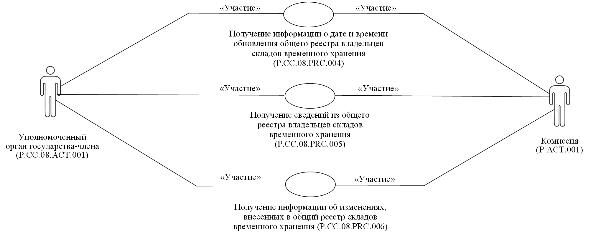 «Участие» «Участие»
Получение информации о дате и времени
обновления общего реестра владельцев
складов временного хранения
(P.CC.08.PRC.004)
«Участие» «Участие»
Получение сведений из общего
реестра владельцев складов
временного хранения
(P.CC.08.PRC.005)
Уполномоченный
орган государства-члена
(P.CC.08.ACT.001)
Комиссия
(P.ACT.001)
«Участие» «Участие»
Получение информации об изменениях,
внесенных в общий реестр складов
временного хранения (P.CC.08.PRC.006)